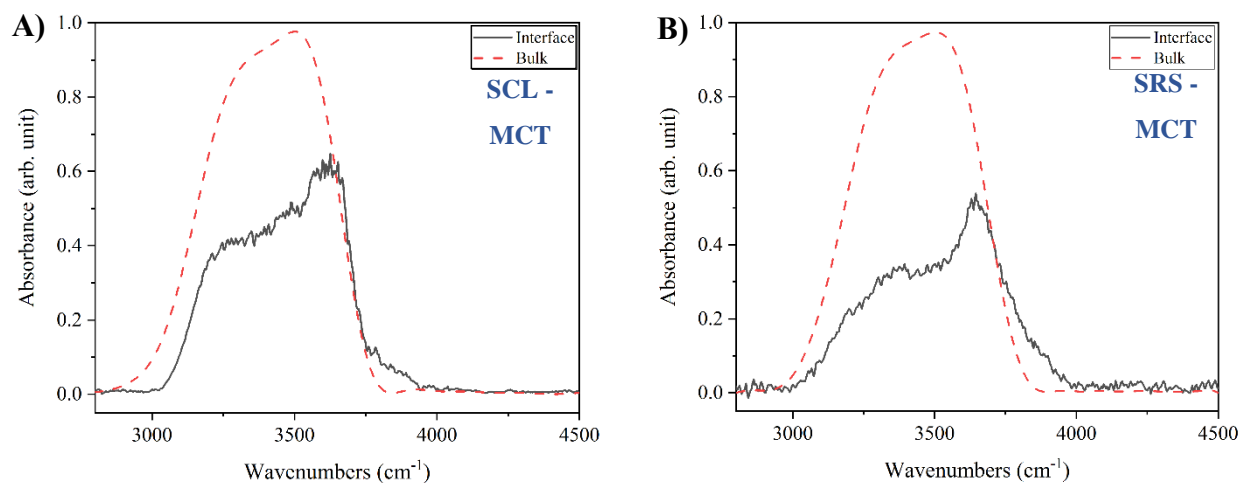 A)
1.0
0.8
0.6
0.4
0.2
0.0
Absorbance (arb. unit)
Interface
Bulk
SCL -
MCT
3000 3500 4000 4500
Wavenumbers (cm⁻¹)
B)
1.0
0.8
0.6
0.4
0.2
0.0
Absorbance (arb. unit)
Interface
Bulk
SRS -
MCT
3000 3500 4000 4500
Wavenumbers (cm⁻¹)